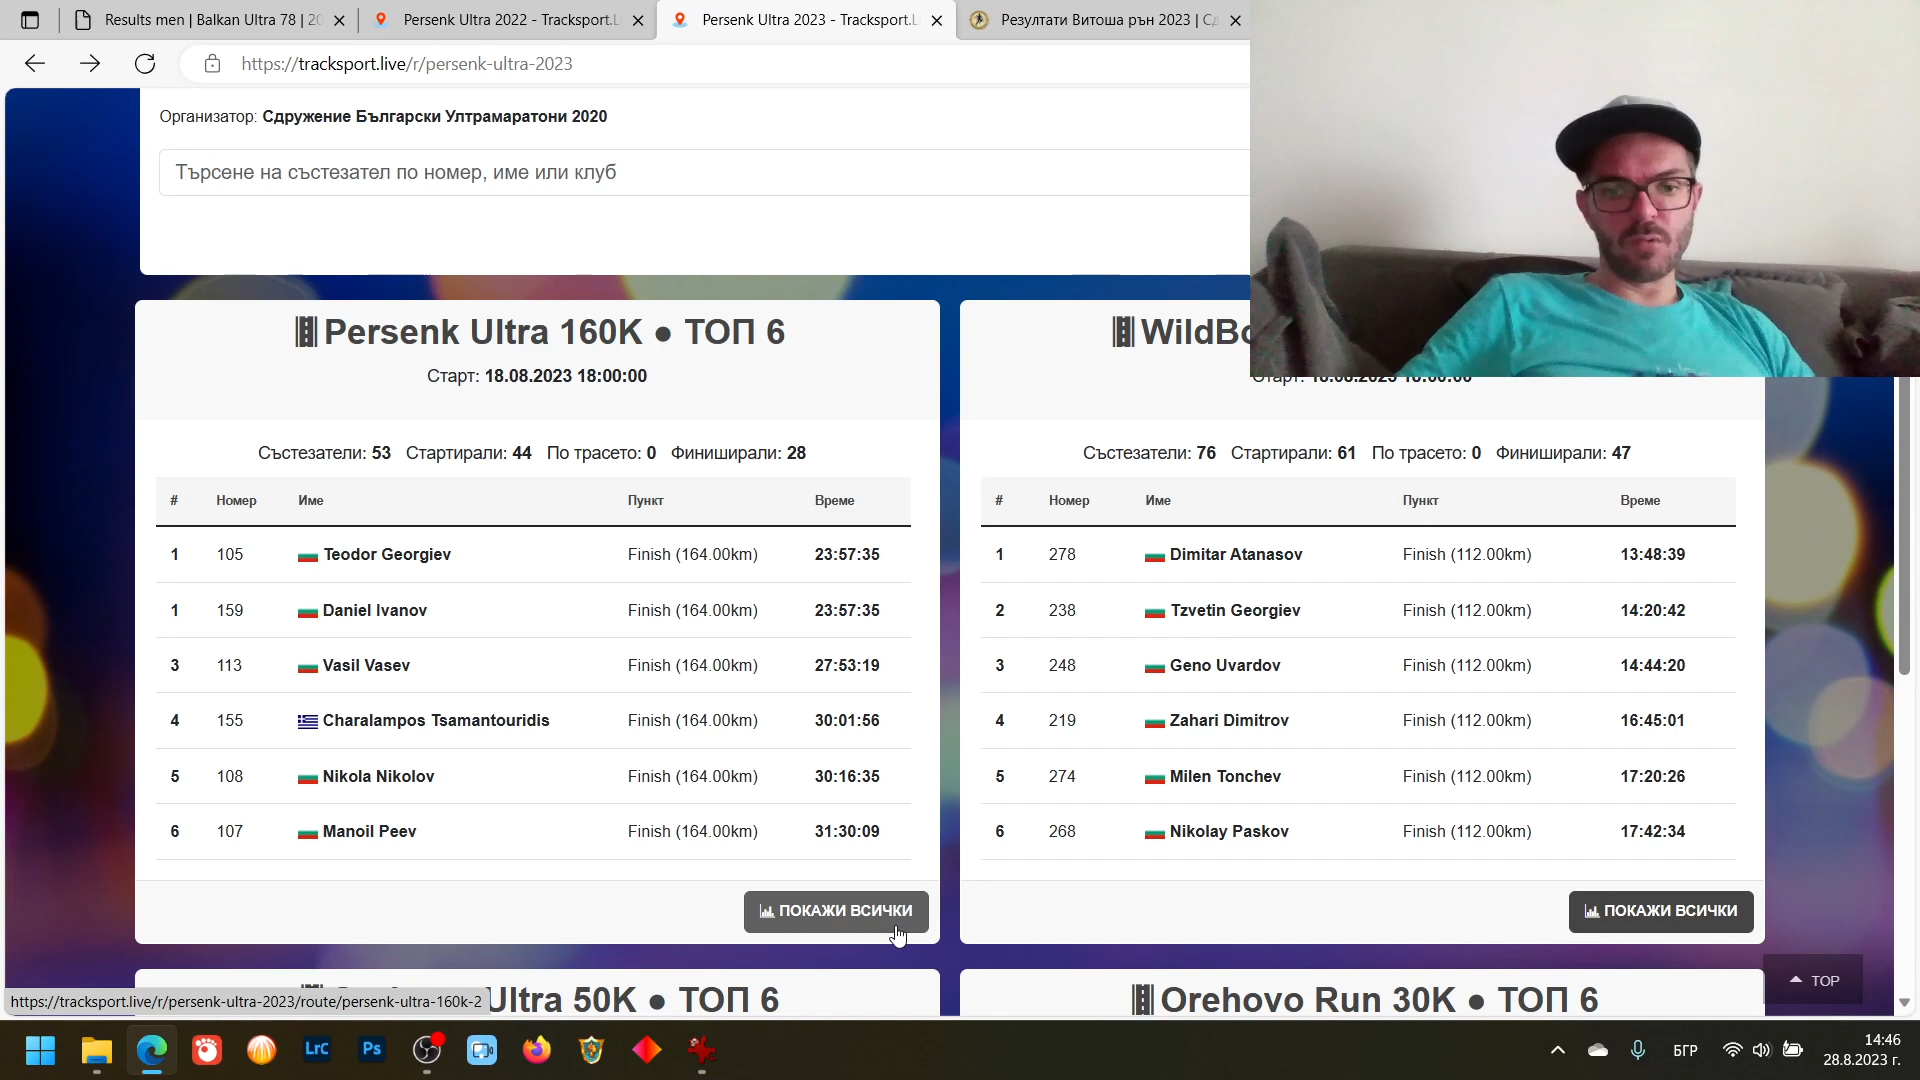 Results men | Balkan Ultra 78 | 20
Persenk Ultra 2022 - Tracksport.L
Persenk Ultra 2023 - Tracksport.L
Резултати Витоша рън 2023 | Сд
https://tracksport.live/r/persenk-ultra-2023
Организатор: Сдружение Български Ултрамаратони 2020
Търсене на състезател по номер, име или клуб
Persenk Ultra 160K ● ТОП 6
Старт: 18.08.2023 18:00:00
Състезатели: 53 Стартирали: 44 По трасето: 0 Финиширали: 28
# Номер Име Пункт Време
1 105 Teodor Georgiev Finish (164.00km) 23:57:35
1 159 Daniel Ivanov Finish (164.00km) 23:57:35
3 113 Vasil Vasev Finish (164.00km) 27:53:19
4 155 Charalampos Tsamantouridis Finish (164.00km) 30:01:56
5 108 Nikola Nikolov Finish (164.00km) 30:16:35
6 107 Manoil Peev Finish (164.00km) 31:30:09
ПОКАЖИ ВСИЧКИ
WildBo
Състезатели: 76 Стартирали: 61 По трасето: 0 Финиширали: 47
# Номер Име Пункт Време
1 278 Dimitar Atanasov Finish (112.00km) 13:48:39
2 238 Tzvetin Georgiev Finish (112.00km) 14:20:42
3 248 Geno Uvardov Finish (112.00km) 14:44:20
4 219 Zahari Dimitrov Finish (112.00km) 16:45:01
5 274 Milen Tonchev Finish (112.00km) 17:20:26
6 268 Nikolay Paskov Finish (112.00km) 17:42:34
ПОКАЖИ ВСИЧКИ
Ultra 50K ● ТОП 6
Orehovo Run 30K ● ТОП 6
TOP
https://tracksport.live/r/persenk-ultra-2023/route/persenk-ultra-160k-2
LrC
Ps
БГР
14:46
28.8.2023 г.